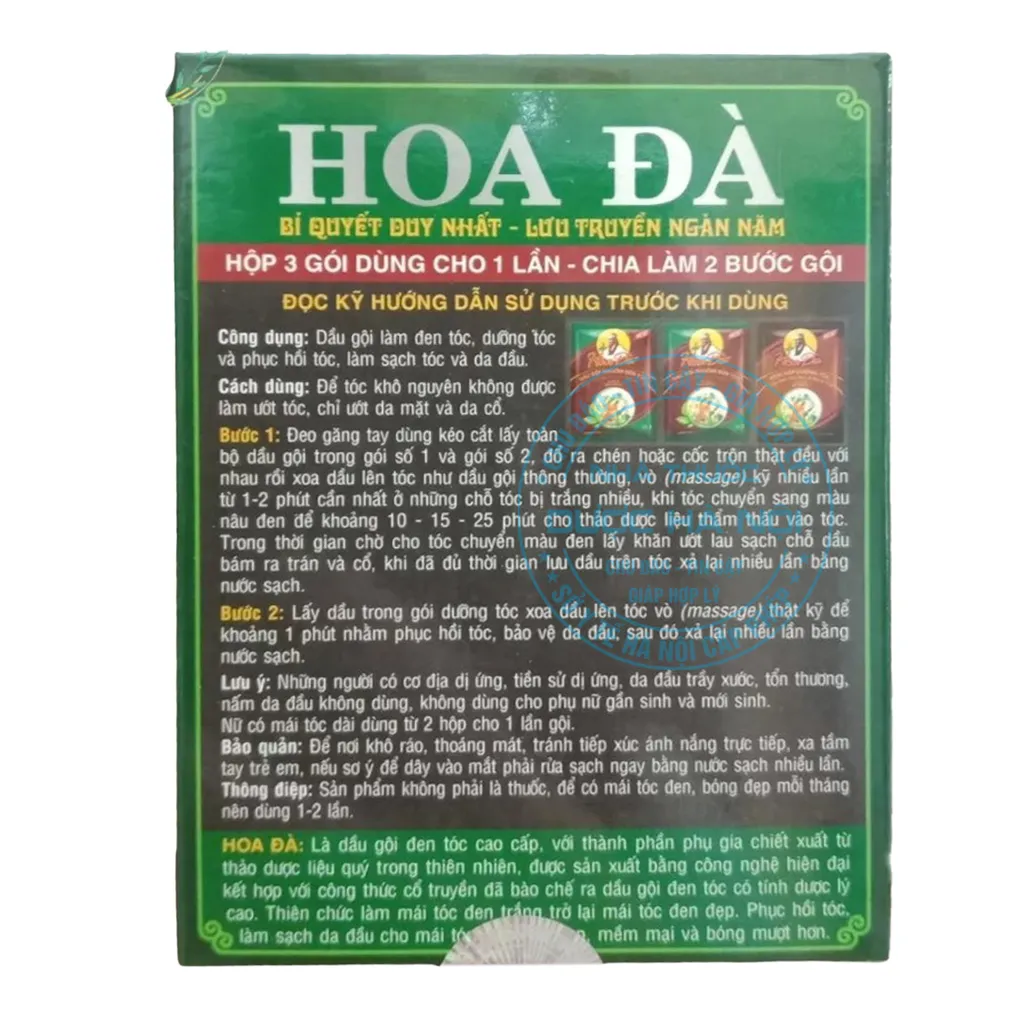 HOA ĐÀ
BÍ QUYẾT DUY NHẤT - LƯU TRUYỀN NGÀN NĂM
HỘP 3 GÓI DÙNG CHO 1 LẦN - CHIA LÀM 2 BƯỚC GỘI
ĐỌC KỸ HƯỚNG DẪN SỬ DỤNG TRƯỚC KHI DÙNG
Công dụng: Dầu gội làm đen tóc, dưỡng tóc
và phục hồi tóc, làm sạch tóc và da đầu.
Cách dùng: Để tóc khô nguyên không được
làm ướt tóc, chỉ ướt da mặt và da cổ.
Bước 1: Đeo găng tay dùng kéo cắt lấy toàn
bộ dầu gội trong gói số 1 và gói số 2, đổ ra chén hoặc cốc trộn thật đều với
nhau rồi xoa dầu lên tóc như dầu gội thông thường, vò (massage) kỹ nhiều lần
từ 1-2 phút cần nhất ở những chỗ tóc bị trắng nhiều, khi tóc chuyển sang màu
nâu đen để khoảng 10 - 15 - 25 phút cho thảo dược liệu thẩm thấu vào tóc.
Trong thời gian chờ cho tóc chuyển màu đen lấy khăn ướt lau sạch chỗ dầu
bám ra trán và cổ, khi đã đủ thời gian lưu dầu trên tóc xả lại nhiều lần bằng
nước sạch.
Bước 2: Lấy dầu trong gói dưỡng tóc xoa dầu lên tóc vò (massage) thật kỹ để
khoảng 1 phút nhằm phục hồi tóc, bảo vệ da đầu, sau đó xả lại nhiều lần bằng
nước sạch.
Lưu ý: Những người có cơ địa dị ứng, tiền sử dị ứng, da đầu trầy xước, tổn thương,
nấm da đầu không dùng, không dùng cho phụ nữ gần sinh và mới sinh.
Nữ có mái tóc dài dùng từ 2 hộp cho 1 lần gội.
Bảo quản: Để nơi khô ráo, thoáng mát, tránh tiếp xúc ánh nắng trực tiếp, xa tầm
tay trẻ em, nếu sơ ý để dây vào mắt phải rửa sạch ngay bằng nước sạch nhiều lần.
Thông điệp: Sản phẩm không phải là thuốc, để có mái tóc đen, bóng đẹp mỗi tháng
nên dùng 1-2 lần.
HOA ĐÀ: Là dầu gội đen tóc cao cấp, với thành phần phụ gia chiết xuất từ
thảo dược liệu quý trong thiên nhiên, được sản xuất bằng công nghệ hiện đại
kết hợp với công thức cổ truyền đã bào chế ra dầu gội đen tóc có tính dược lý
cao. Thiên chức làm mái tóc đen trắng trở lại mái tóc đen đẹp. Phục hồi tóc,
làm sạch da đầu cho mái mềm mại và bóng mượt hơn.
GIÁP HỢP LÝ
SỞ Y TẾ HÀ NỘI CẤP PHÉP